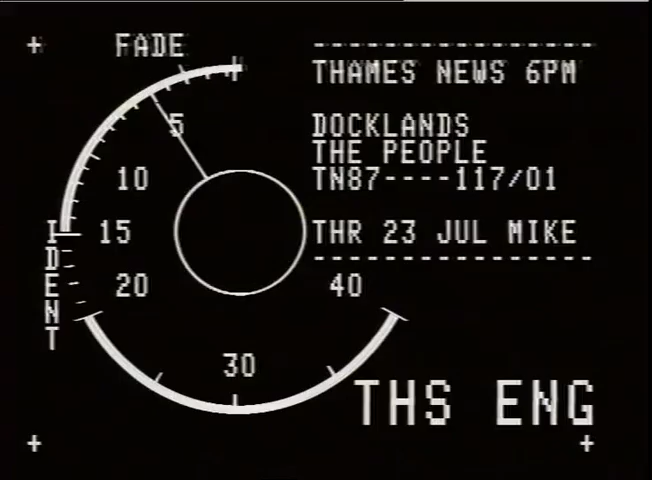 FADE
THAMES NEWS 6PM
DOCKLANDS
THE PEOPLE
TN87----117/01
THR 23 JUL MIKE
5
10
15
20
30
40
IDENT
THS ENG